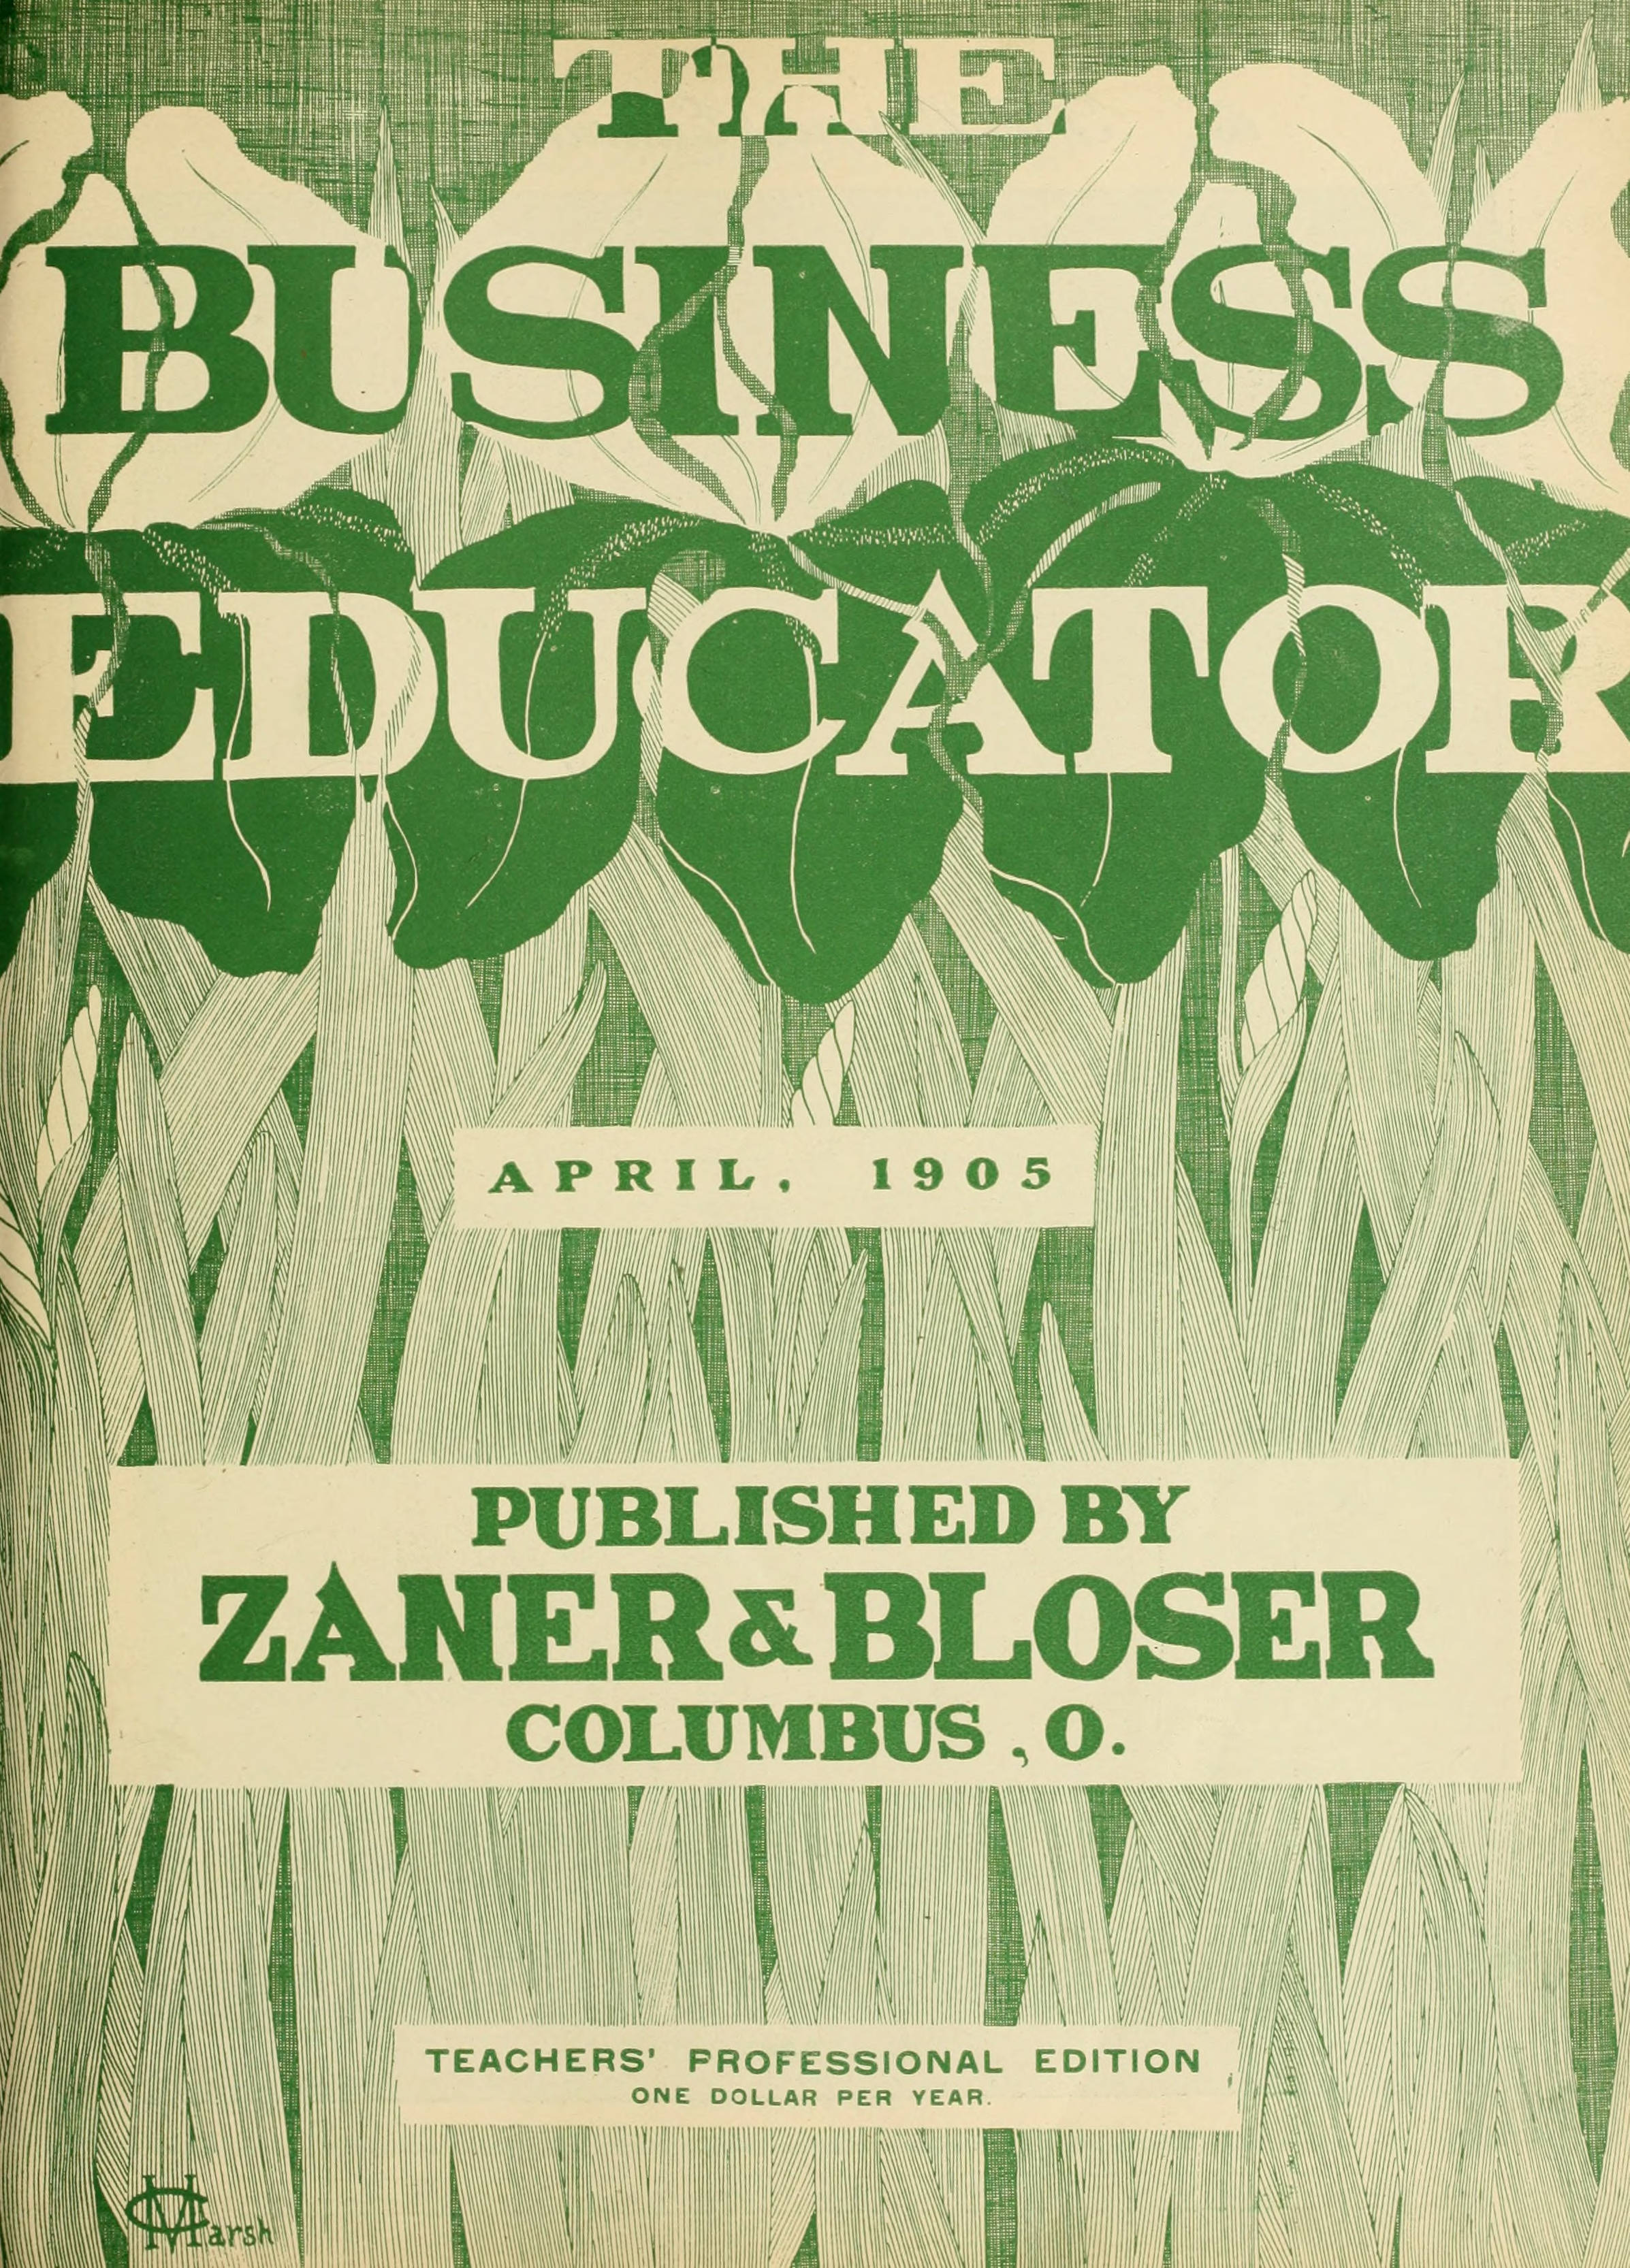 THE
BUSINESS
EDUCATOR
APRIL, 1905
PUBLISHED BY
ZANER & BLOSER
COLUMBUS, O.
TEACHERS' PROFESSIONAL EDITION
ONE DOLLAR PER YEAR.
Marsh